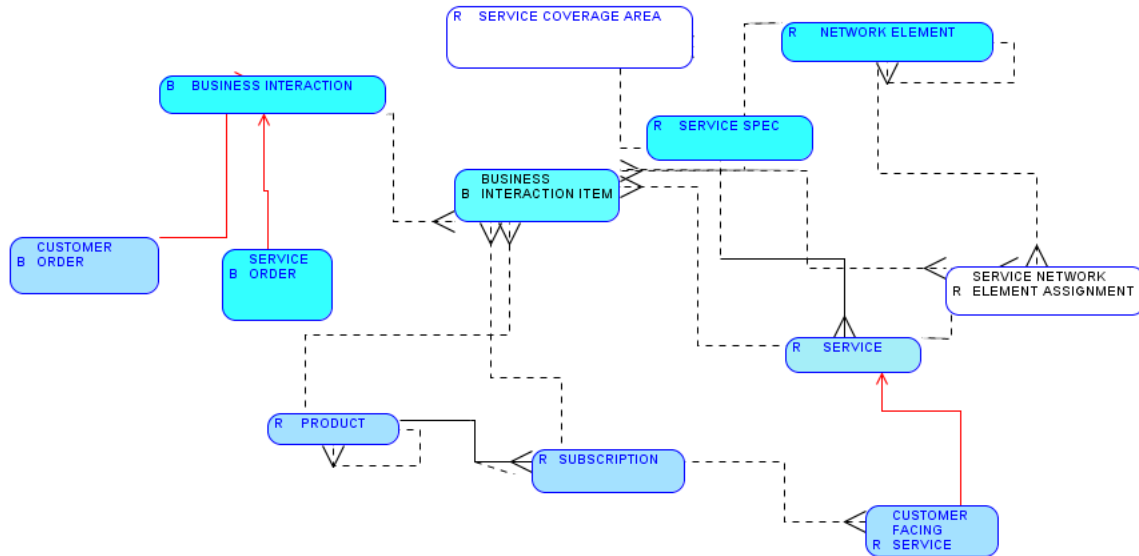 R SERVICE COVERAGE AREA
R NETWORK ELEMENT
B BUSINESS INTERACTION
R SERVICE SPEC
BUSINESS
B INTERACTION ITEM
CUSTOMER
B ORDER
SERVICE
B ORDER
SERVICE NETWORK
R ELEMENT ASSIGNMENT
R SERVICE
R PRODUCT
R SUBSCRIPTION
CUSTOMER
FACING
R SERVICE